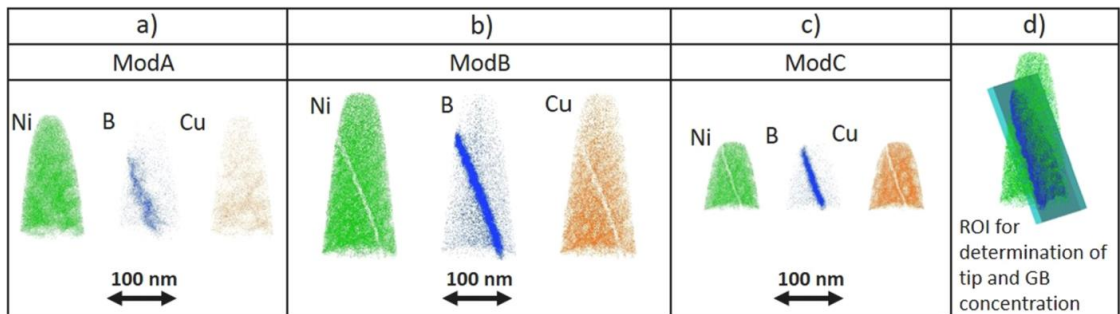 a)
b)
c)
d)
ModA
ModB
ModC
Ni
B
Cu
Ni
B
Cu
Ni
B
Cu
100 nm
100 nm
100 nm
ROI for
determination of
tip and GB
concentration